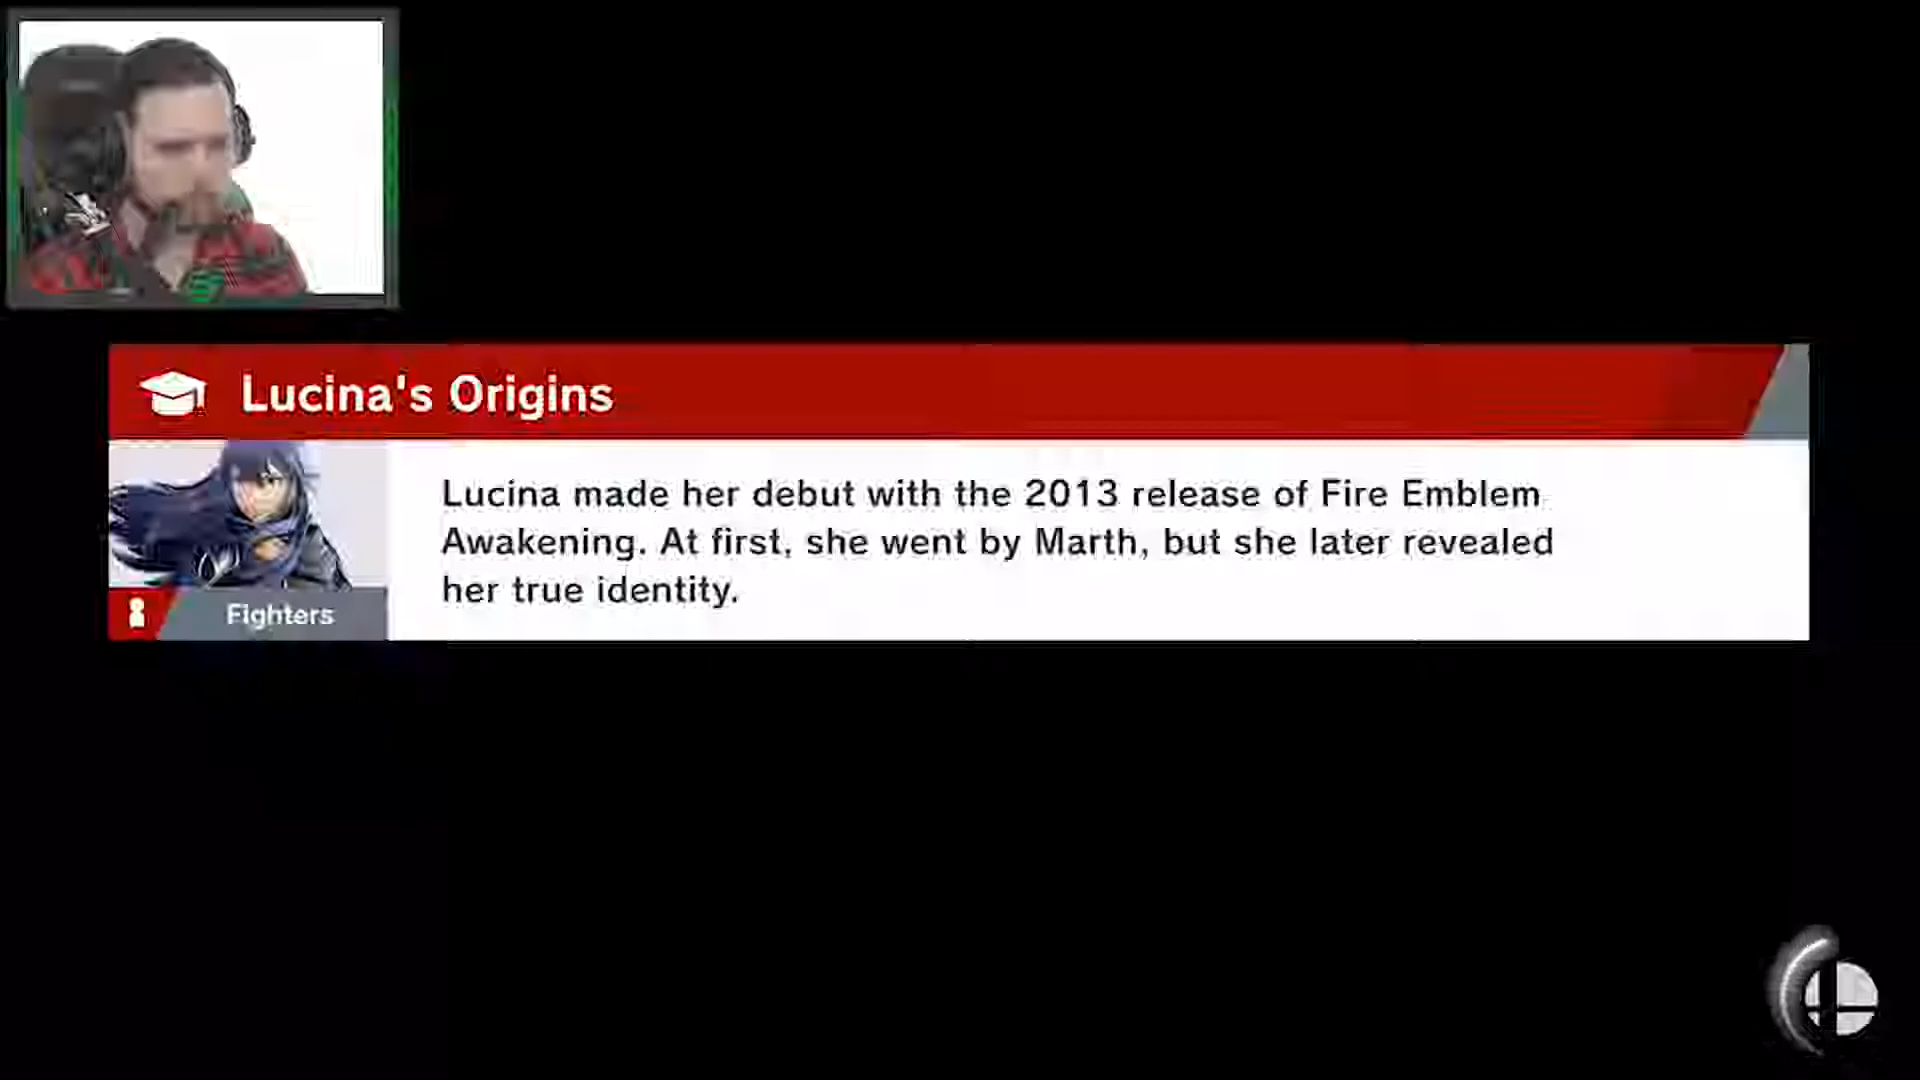 Lucina's Origins
Lucina made her debut with the 2013 release of Fire Emblem
Awakening. At first, she went by Marth, but she later revealed
her true identity.
Fighters